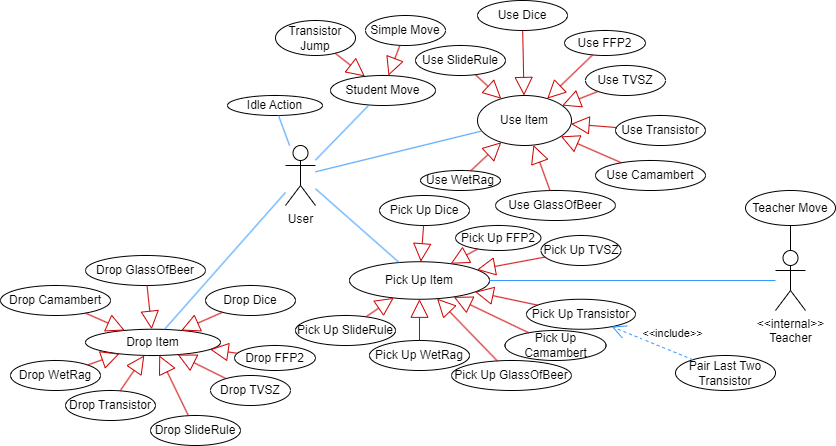 Use Dice
Transistor
Jump
Simple Move
Use FFP2
Use SlideRule
Use TVSZ
Student Move
Idle Action
Use Item
Use Transistor
Use Camambert
Use WetRag
Use GlassOfBeer
User
Pick Up Dice
Teacher Move
Pick Up FFP2
Pick Up TVSZ
Drop GlassOfBeer
Pick Up Item
Drop Camambert
Drop Dice
Pick Up Transistor
<<internal>>
Teacher
Pick Up SlideRule
<<include>>
Drop Item
Pick Up
Camambert
Pick Up WetRag
Drop FFP2
Drop WetRag
Pick Up GlassOfBeer
Pair Last Two
Transistor
Drop TVSZ
Drop Transistor
Drop SlideRule